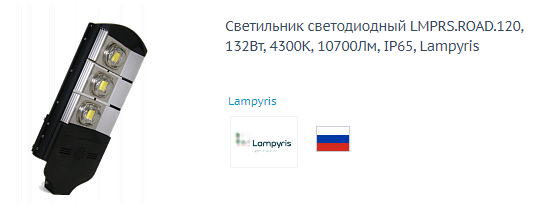 Светильник светодиодный LMPRS.ROAD.120,
132Вт, 4300К, 10700Лм, IP65, Lampyris
Lampyris
Lampyris